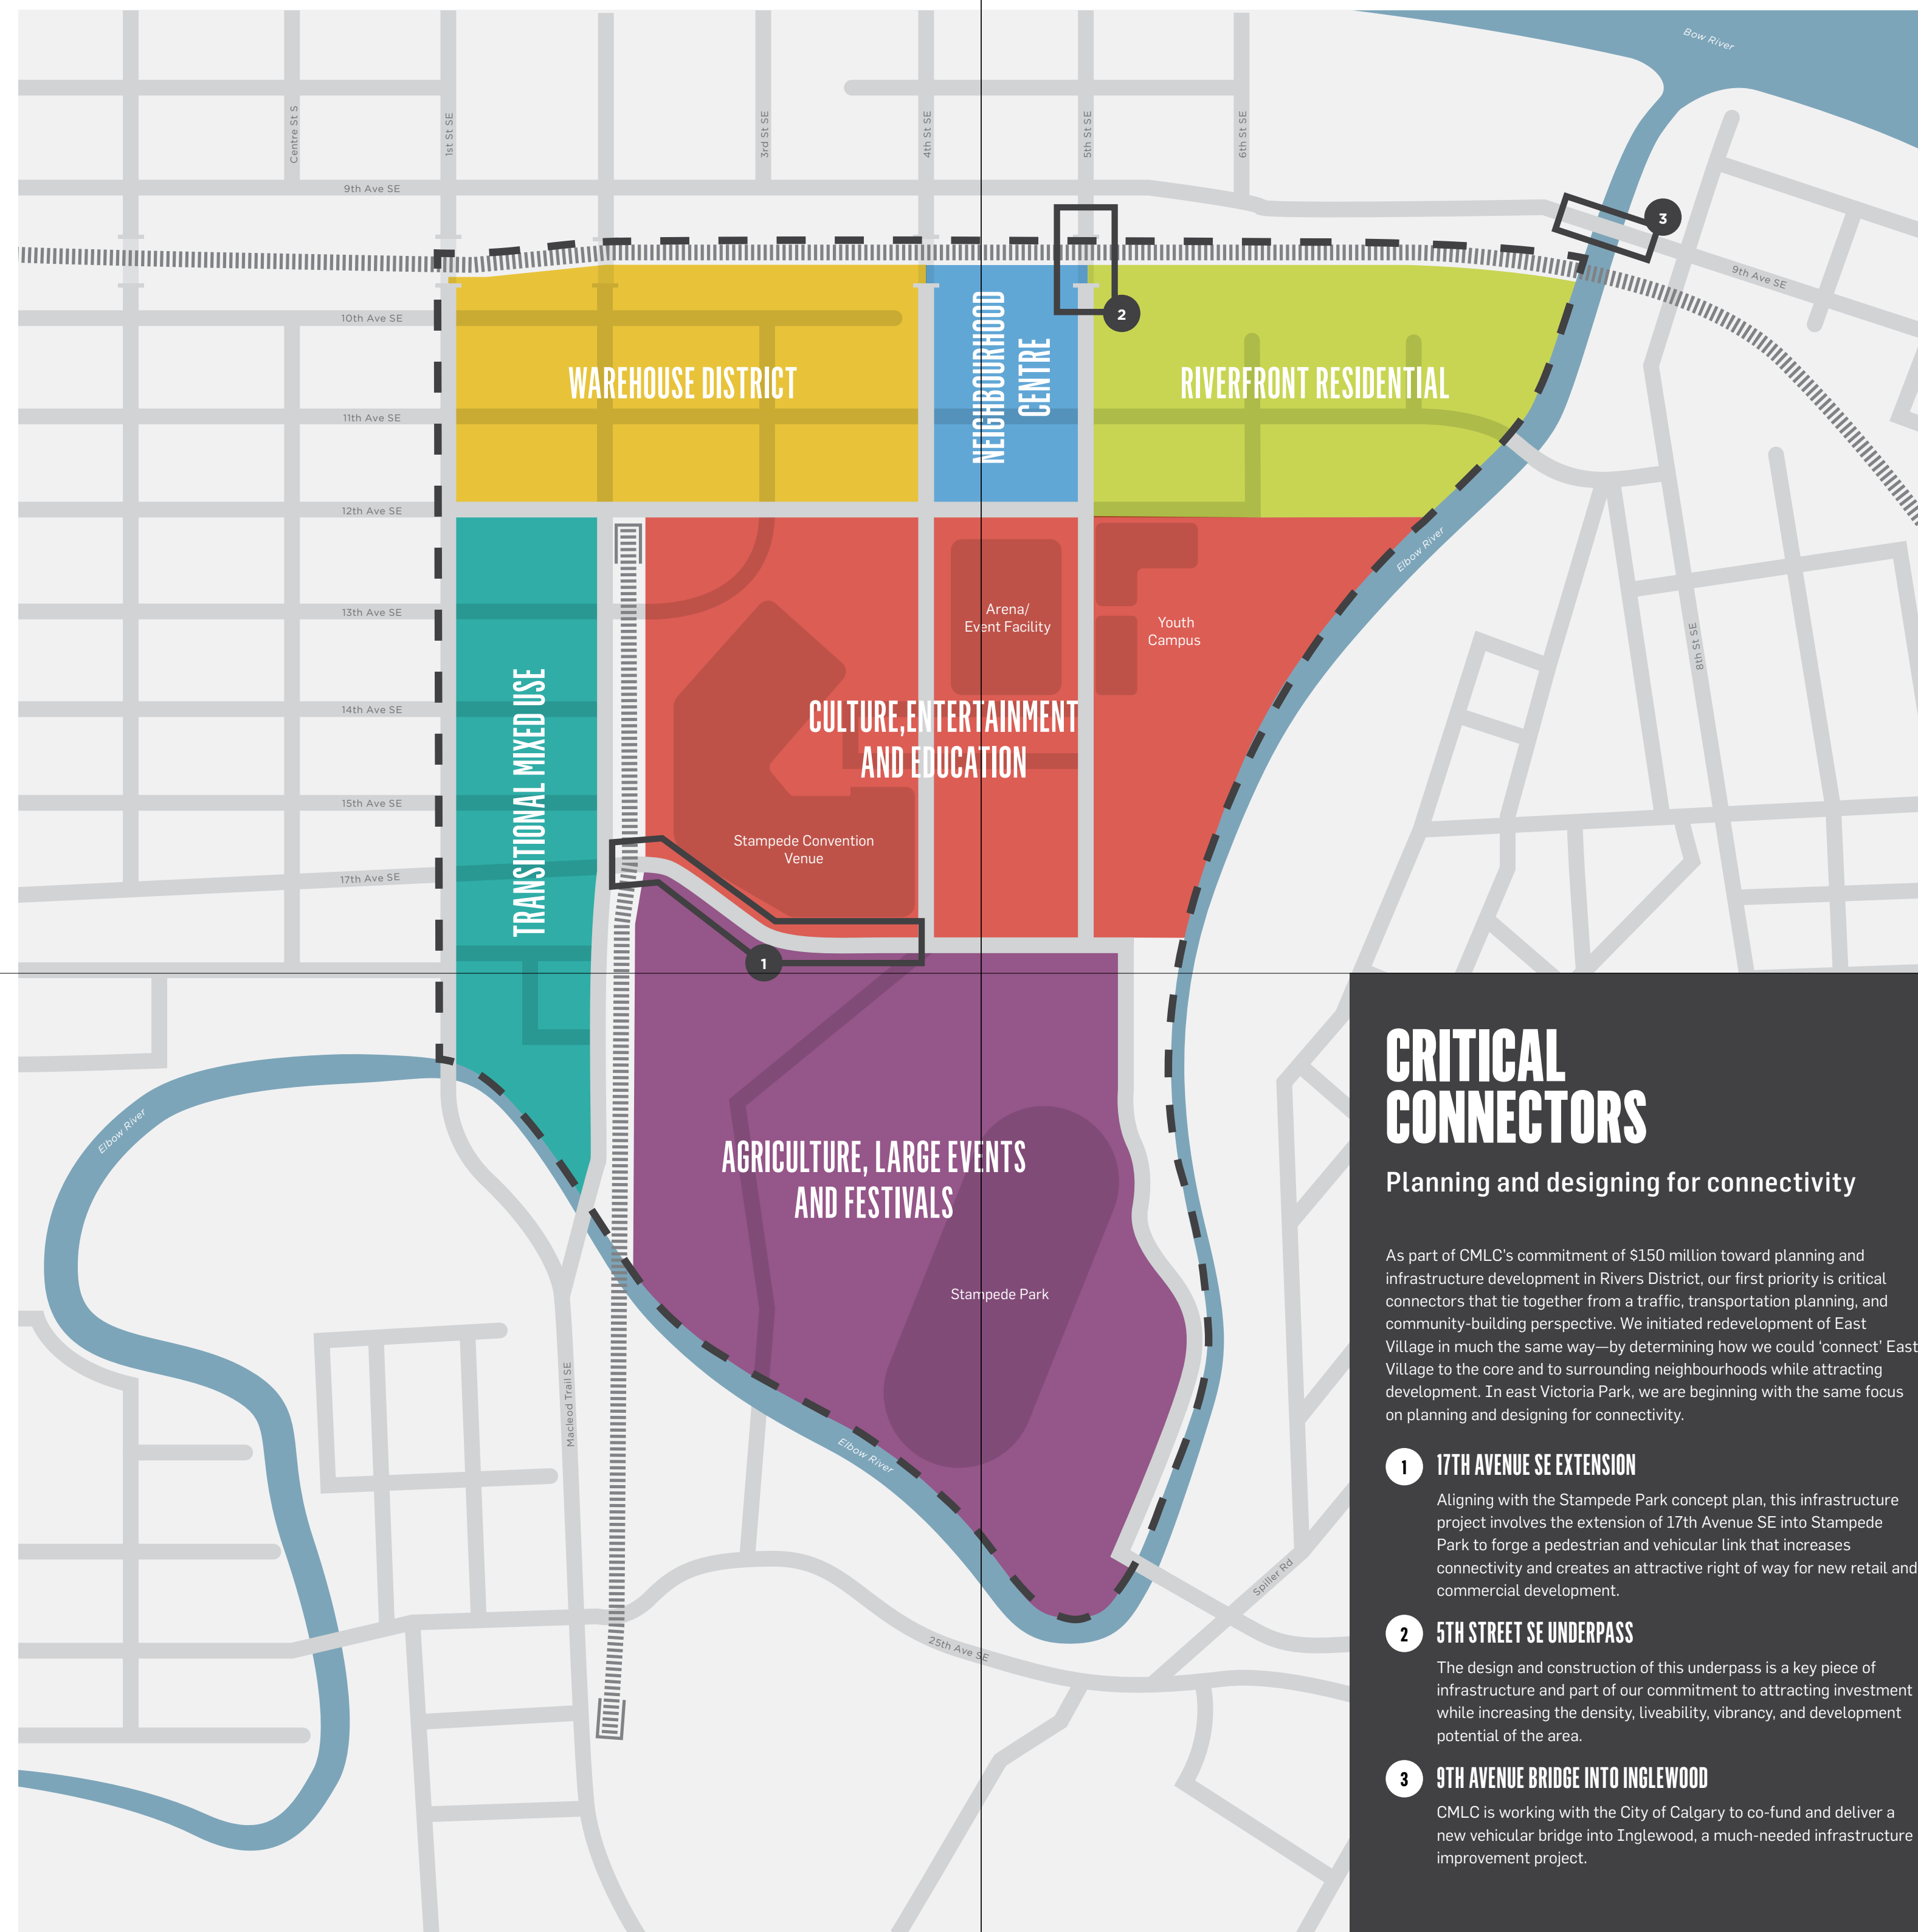 Bow River
Centre St S
1st St SE
3rd St SE
4th St SE
5th St SE
6th St SE
9th Ave SE
3
9th Ave SE
2
10th Ave SE
WAREHOUSE DISTRICT
NEIGHBOURHOOD
CENTRE
RIVERFRONT RESIDENTIAL
11th Ave SE
12th Ave SE
Elbow River
13th Ave SE
Arena/
Event Facility
Youth
Campus
8th St SE
14th Ave SE
TRANSITIONAL MIXED USE
CULTURE,ENTERTAINMENT
AND EDUCATION
15th Ave SE
Stampede Convention
Venue
17th Ave SE
1
Elbow River
AGRICULTURE, LARGE EVENTS
AND FESTIVALS
Stampede Park
Macleod Trail SE
Elbow River
Spiller Rd
25th Ave SE
CRITICAL
CONNECTORS
Planning and designing for connectivity
As part of CMLC's commitment of $150 million toward planning and
infrastructure development in Rivers District, our first priority is critical
connectors that tie together from a traffic, transportation planning, and
community-building perspective. We initiated redevelopment of East
Village in much the same way—by determining how we could ‘connect’ East
Village to the core and to surrounding neighbourhoods while attracting
development. In east Victoria Park, we are beginning with the same focus
on planning and designing for connectivity.
1 17TH AVENUE SE EXTENSION
Aligning with the Stampede Park concept plan, this infrastructure
project involves the extension of 17th Avenue SE into Stampede
Park to forge a pedestrian and vehicular link that increases
connectivity and creates an attractive right of way for new retail and
commercial development.
2 5TH STREET SE UNDERPASS
The design and construction of this underpass is a key piece of
infrastructure and part of our commitment to attracting investment
while increasing the density, liveability, vibrancy, and development
potential of the area.
3 9TH AVENUE BRIDGE INTO INGLEWOOD
CMLC is working with the City of Calgary to co-fund and deliver a
new vehicular bridge into Inglewood, a much-needed infrastructure
improvement project.